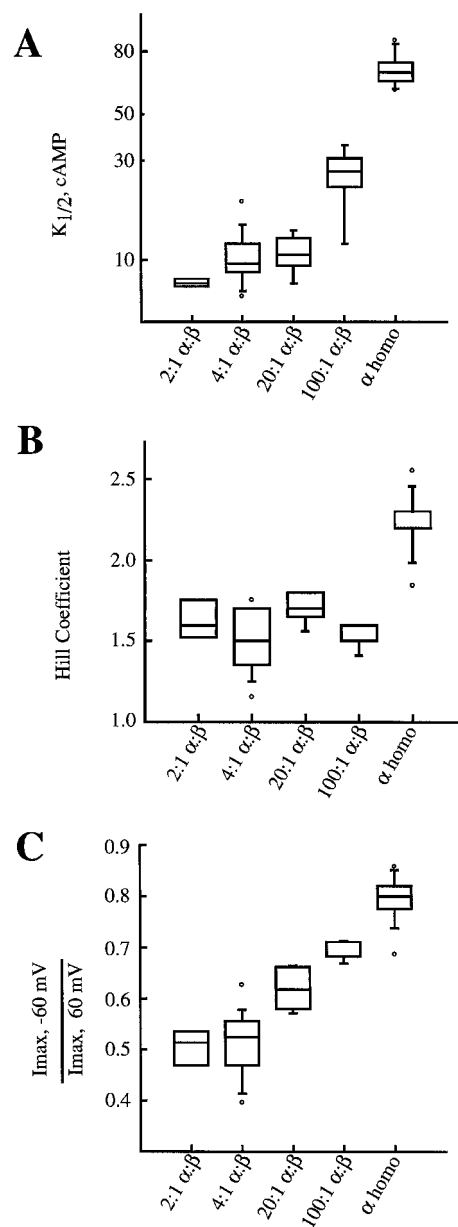 A
80
50
30
10
K1/2, cAMP
2:1 α:β
4:1 α:β
20:1 α:β
100:1 α:β
α homo
B
2.5
2.0
1.5
1.0
Hill Coefficient
2:1 α:β
4:1 α:β
20:1 α:β
100:1 α:β
α homo
C
0.9
0.8
0.7
0.6
0.5
0.4
Imax, -60 mV
Imax, 60 mV
2:1 α:β
4:1 α:β
20:1 α:β
100:1 α:β
α homo